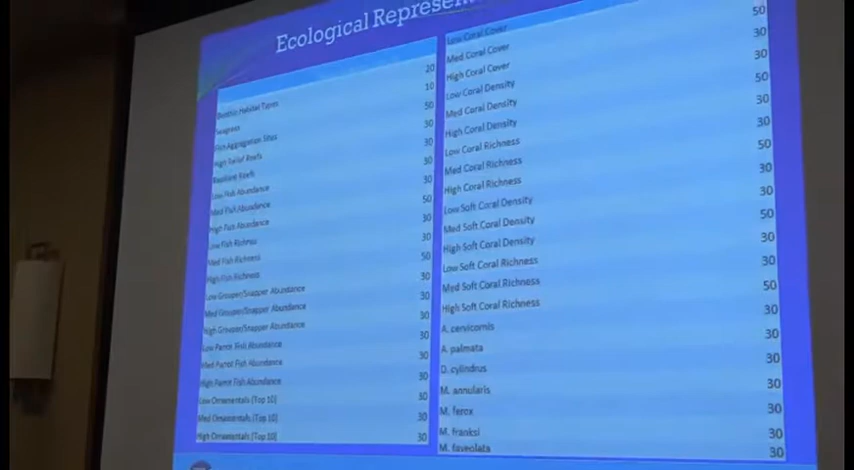 Ecological Represen
Benthic Habitat Types 20
Seagrass 10
Fish Aggregation Sites 50
High Relief Reefs 30
Resilient Reefs 30
Low Fish Abundance 30
Med Fish Abundance 30
High Fish Abundance 50
Low Fish Richness 30
Med Fish Richness 30
High Fish Richness 50
Low Grouper/Snapper Abundance 30
Med Grouper/Snapper Abundance 30
High Grouper/Snapper Abundance
Low Parrot Fish Abundance 30
Med Parrot Fish Abundance 30
High Parrot Fish Abundance 30
Low Ornamentals (Top 10) 30
Med Ornamentals (Top 10) 30
High Ornamentals (Top 10) 30
Low Coral Cover
Med Coral Cover
High Coral Cover 50
Low Coral Density 30
Med Coral Density 30
High Coral Density 50
Low Coral Richness 30
Med Coral Richness 30
High Coral Richness 50
Low Soft Coral Density 30
Med Soft Coral Density 30
High Soft Coral Density 50
Low Soft Coral Richness 30
Med Soft Coral Richness 30
High Soft Coral Richness 50
A. cervicornis 30
A. palmata 30
D. cylindrus 30
M. annularis 30
M. ferox 30
M. franksi 30
M. faveolata 30